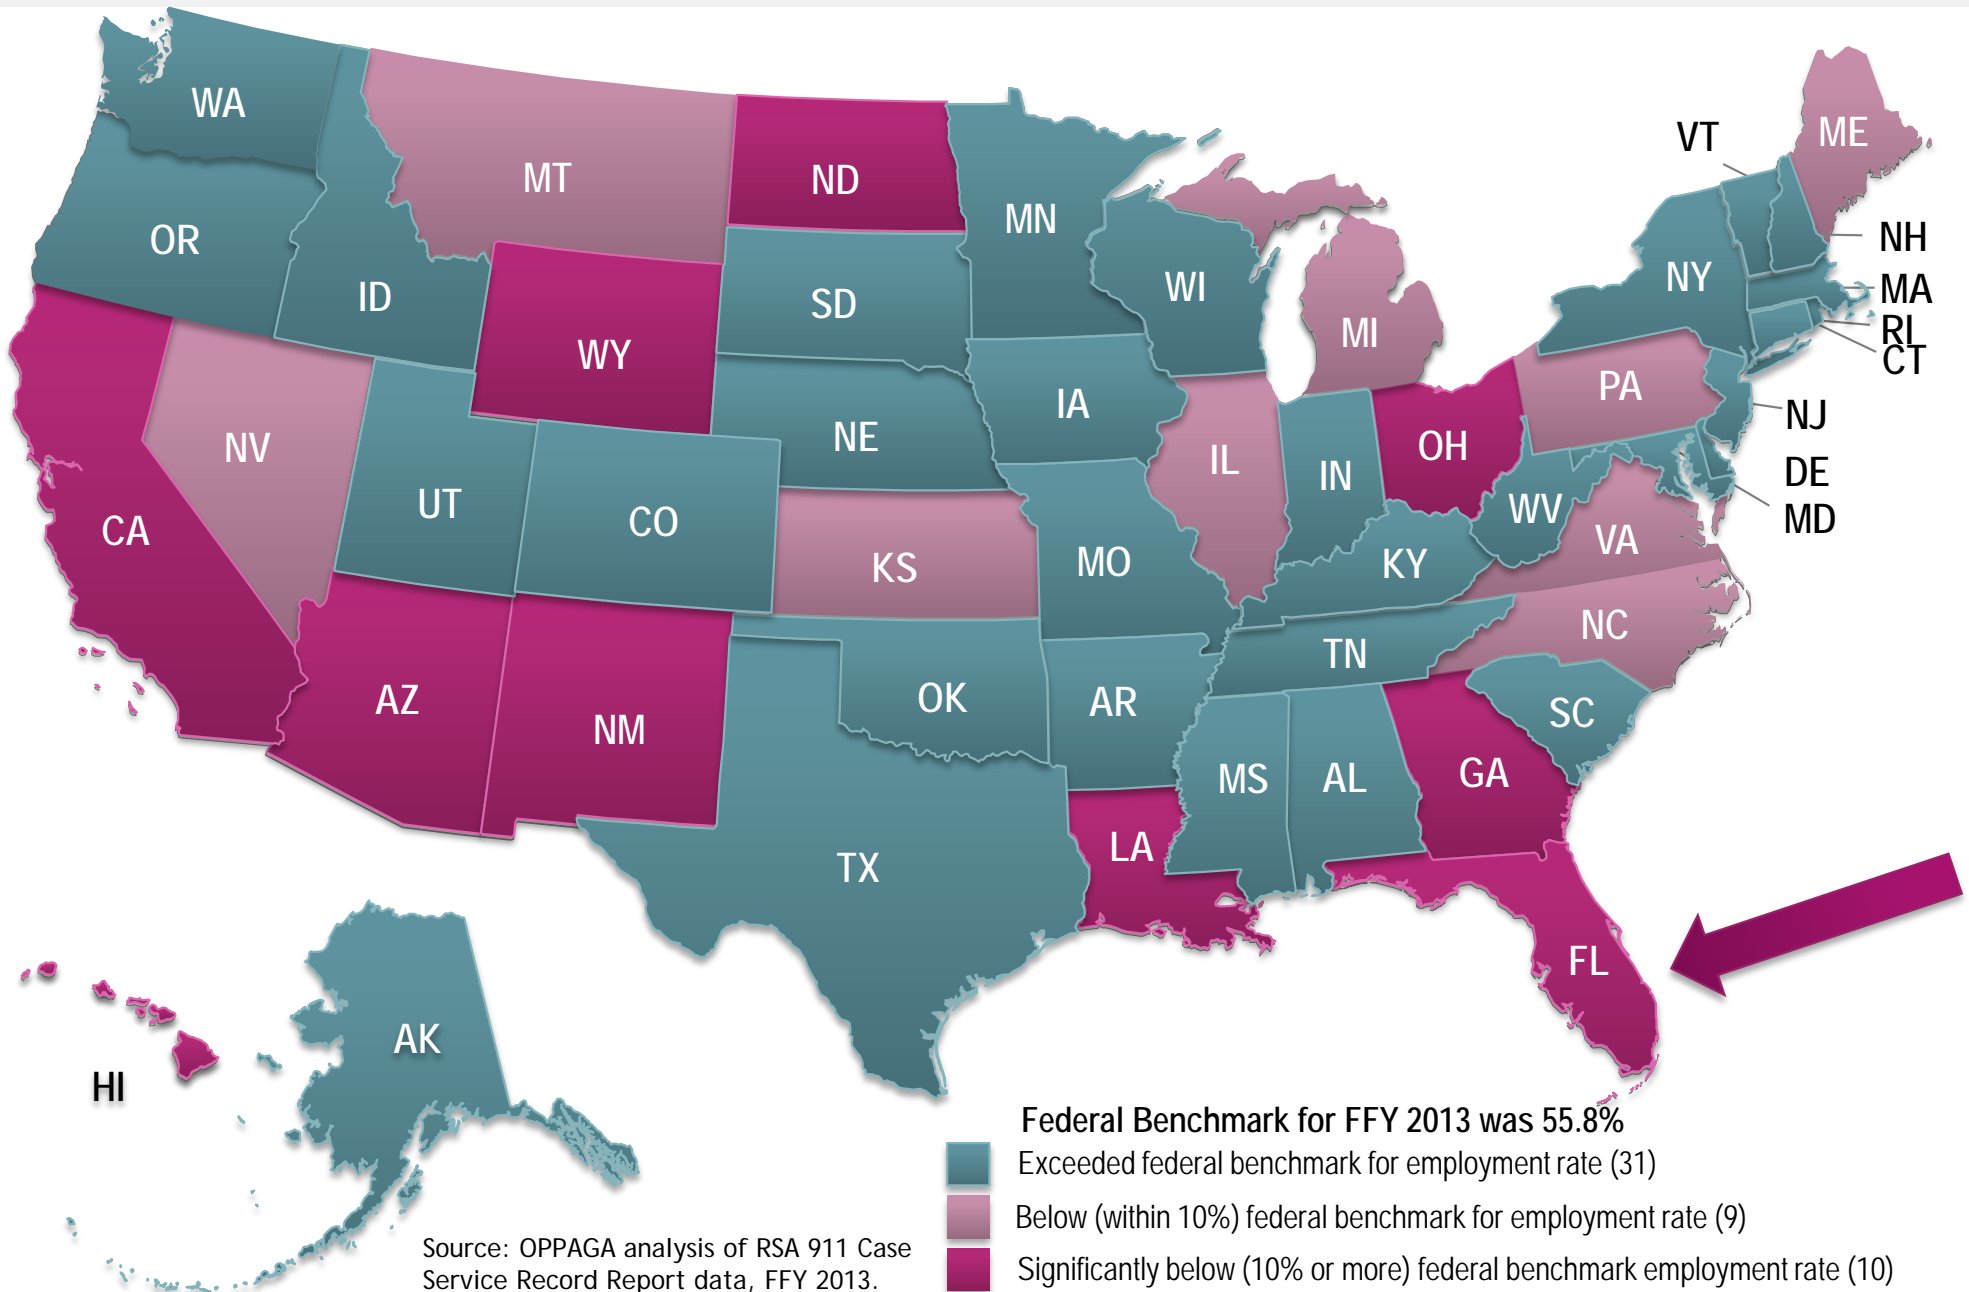 WA
MT
ND
MN
VT
ME
OR
ID
WY
SD
WI
MI
NY
NH
MA
RI
CT
NV
UT
CO
NE
IA
IL
IN
OH
PA
NJ
DE
MD
CA
KS
MO
KY
WV
VA
NC
TN
AZ
NM
OK
AR
SC
MS
AL
GA
LA
TX
FL
AK
HI
Federal Benchmark for FFY 2013 was 55.8%
Exceeded federal benchmark for employment rate (31)
Below (within 10%) federal benchmark for employment rate (9)
Significantly below (10% or more) federal benchmark employment rate (10)
Source: OPPAGA analysis of RSA 911 Case
Service Record Report data, FFY 2013.